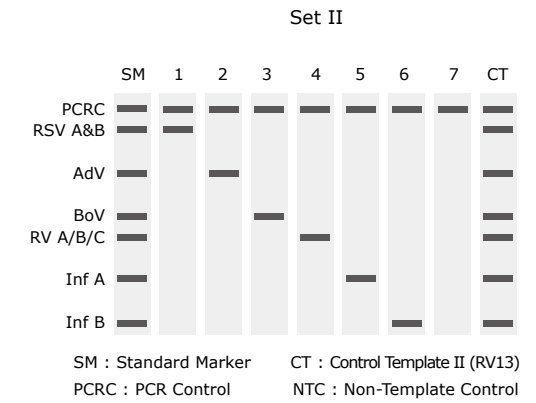 Set II
SM 1 2 3 4 5 6 7 CT
PCRC
RSV A&B
AdV
BoV
RV A/B/C
Inf A
Inf B
SM : Standard Marker CT : Control Template II (RV13)
PCRC : PCR Control NTC : Non-Template Control